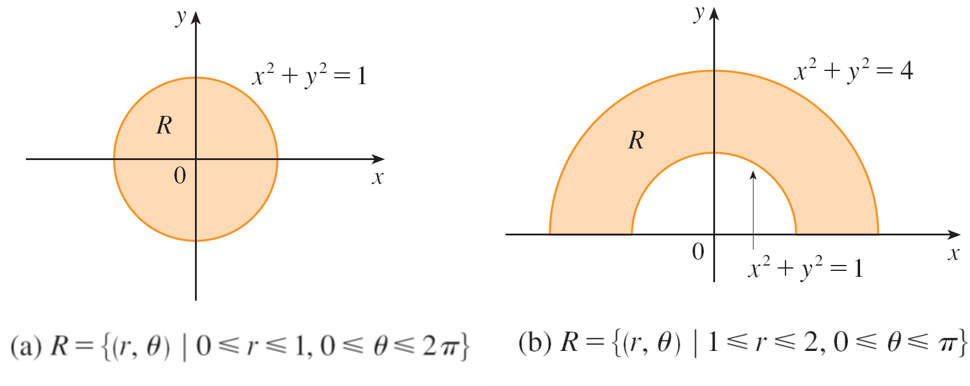 y
x² + y² = 1
R
0
x
(a) R = {(r, θ) | 0 ≤ r ≤ 1, 0 ≤ θ ≤ 2π}
y
x² + y² = 4
R
0
x
x² + y² = 1
(b) R = {(r, θ) | 1 ≤ r ≤ 2, 0 ≤ θ ≤ π}